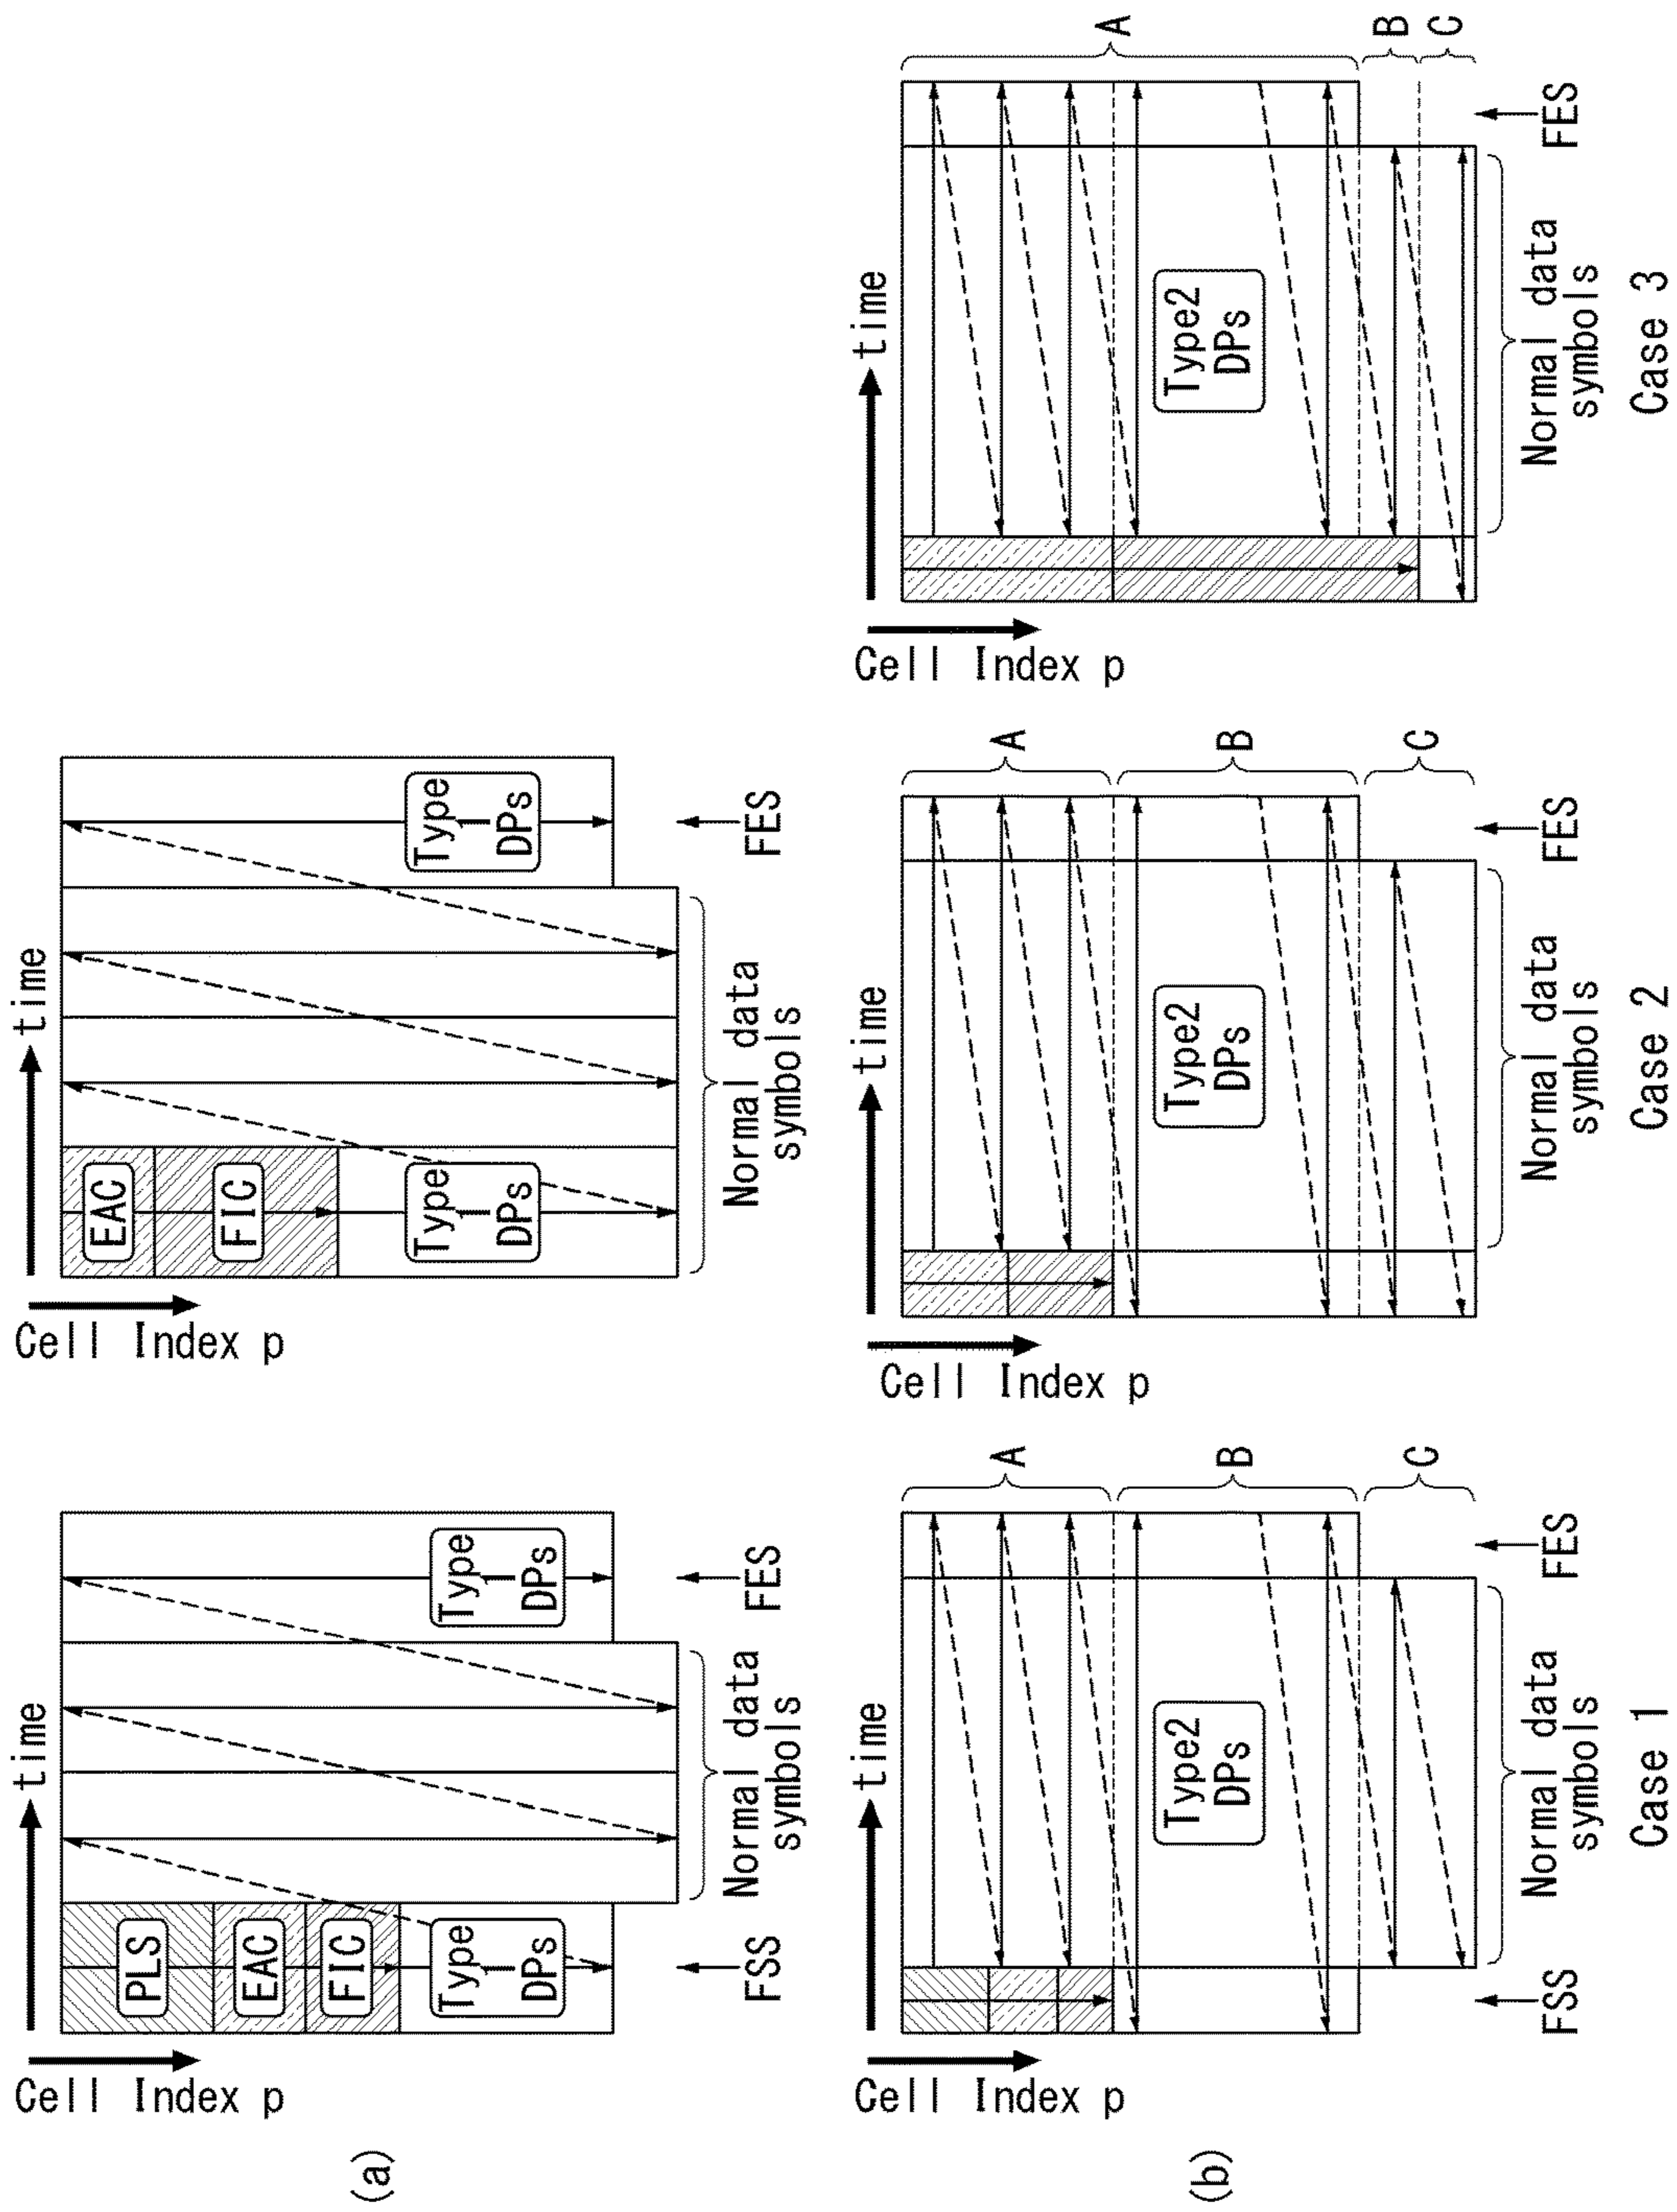 (a)
Cell Index p
time
PLS
EAC
FIC
Type
1
DPs
Type
1
DPs
FSS
Normal data
symbols
FES
Cell Index p
time
EAC
FIC
Type
1
DPs
Type
1
DPs
Normal data
symbols
FES
(b)
Cell Index p
time
Type2
DPs
A
B
C
FSS
Normal data
symbols
FES
Case 1
Cell Index p
time
Type2
DPs
A
B
C
Normal data
symbols
FES
Case 2
Cell Index p
time
Type2
DPs
A
B
C
Normal data
symbols
FES
Case 3